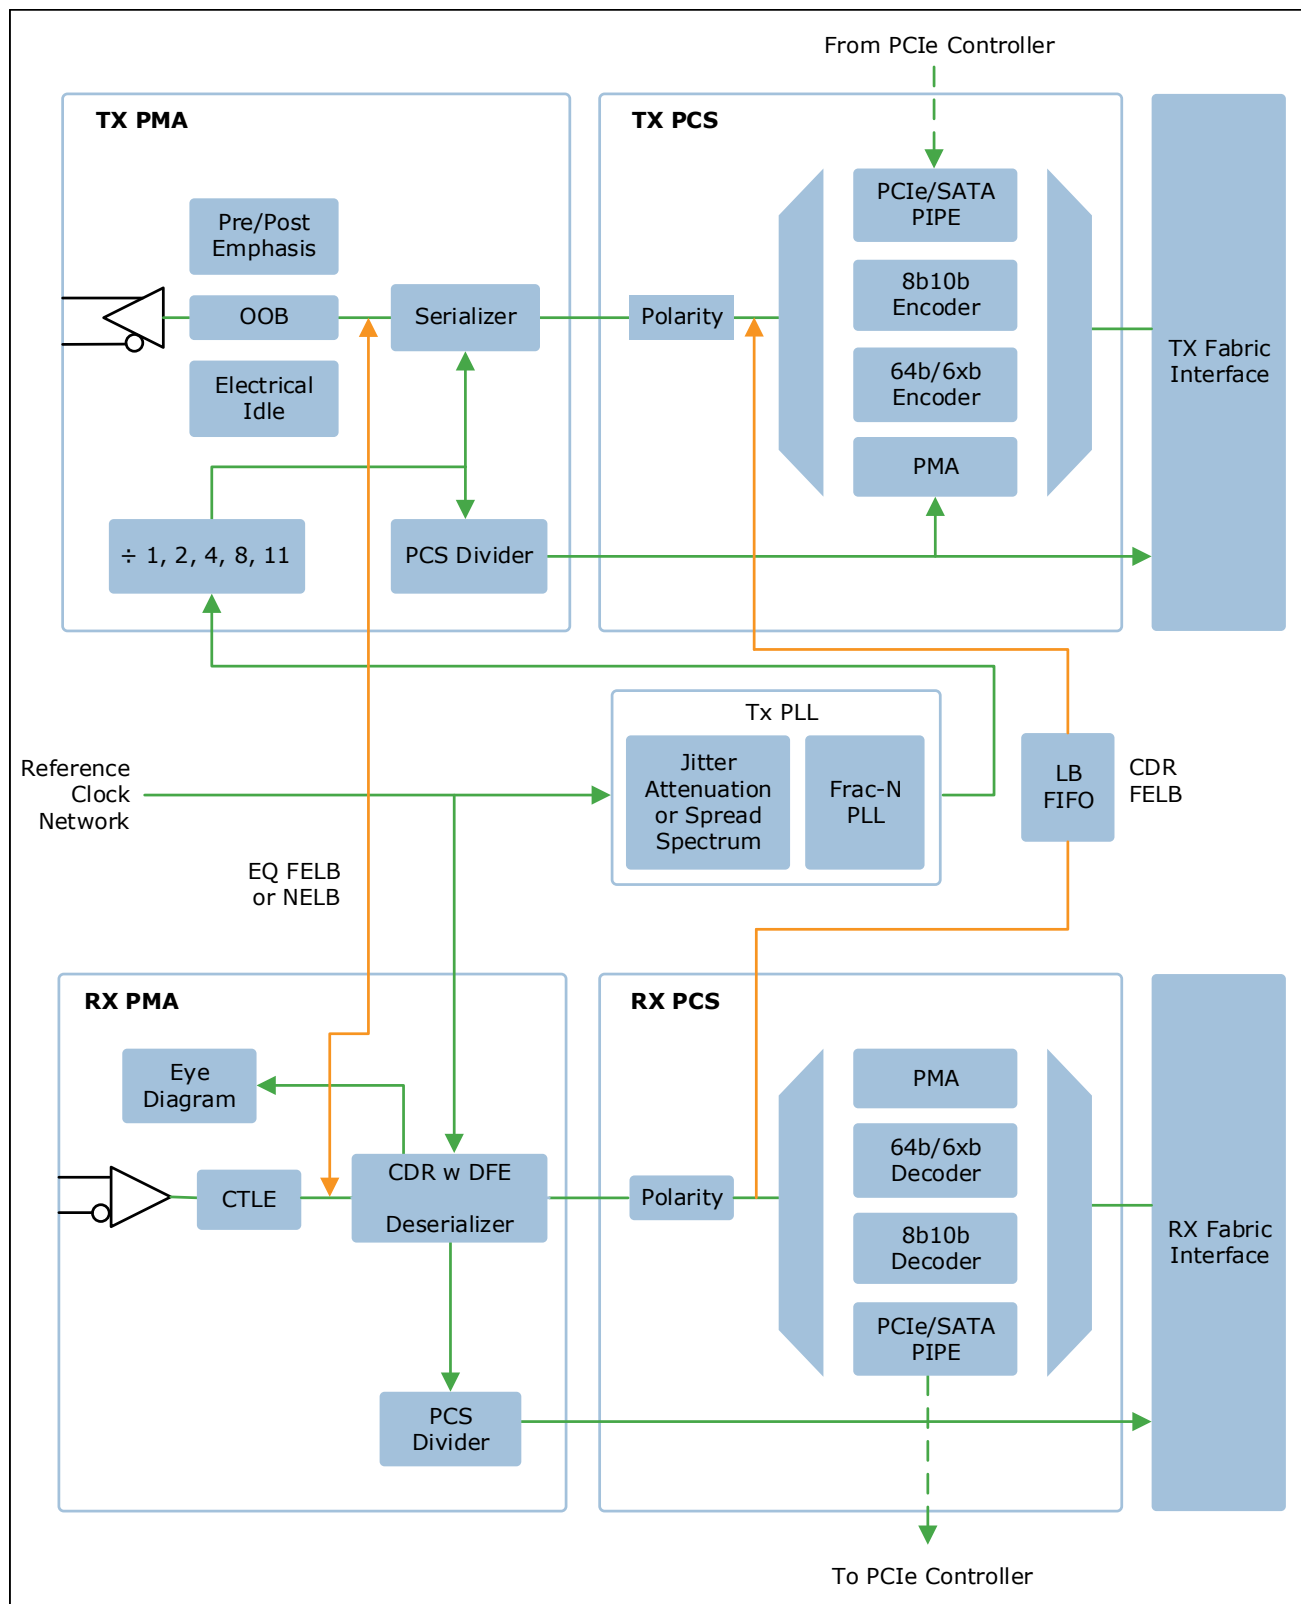 From PCIe Controller
TX PMA
TX PCS
Pre/Post
Emphasis
OOB
Electrical
Idle
Serializer
÷ 1, 2, 4, 8, 11
PCS Divider
Polarity
PCIe/SATA
PIPE
8b10b
Encoder
64b/6xb
Encoder
PMA
TX Fabric
Interface
Reference
Clock
Network
Tx PLL
Jitter
Attenuation
or Spread
Spectrum
Frac-N
PLL
LB
FIFO
CDR
FELB
EQ FELB
or NELB
RX PMA
RX PCS
Eye
Diagram
CTLE
CDR w DFE
Deserializer
PCS
Divider
Polarity
PMA
64b/6xb
Decoder
8b10b
Decoder
PCIe/SATA
PIPE
RX Fabric
Interface
To PCIe Controller